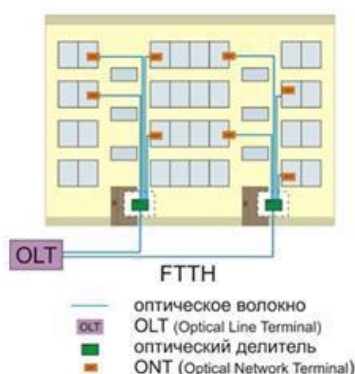 OLT
FTTH
оптическое волокно
OLT OLT (Optical Line Terminal)
оптический делитель
ONT (Optical Network Terminal)